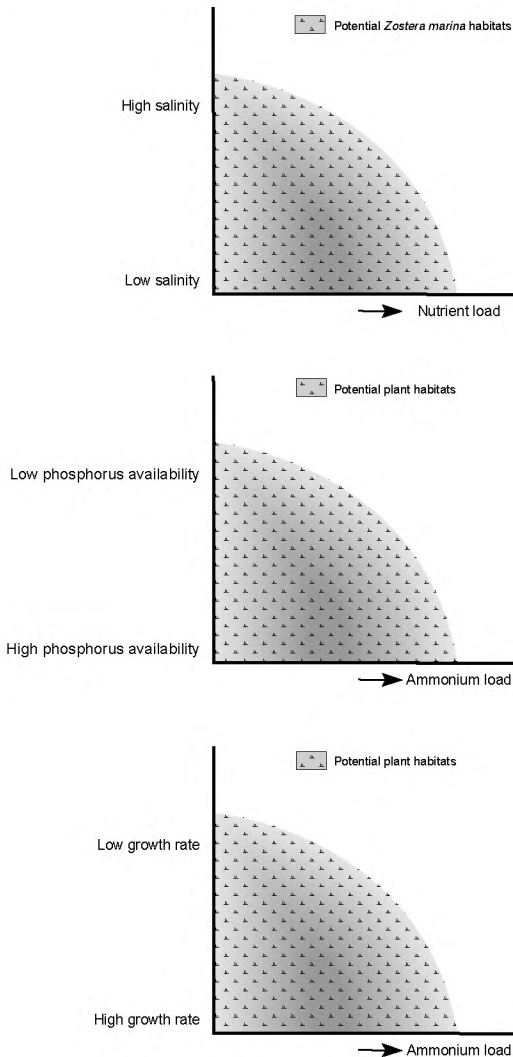 Potential Zostera marina habitats
High salinity
Low salinity
Nutrient load
Potential plant habitats
Low phosphorus availability
High phosphorus availability
Ammonium load
Potential plant habitats
Low growth rate
High growth rate
Ammonium load